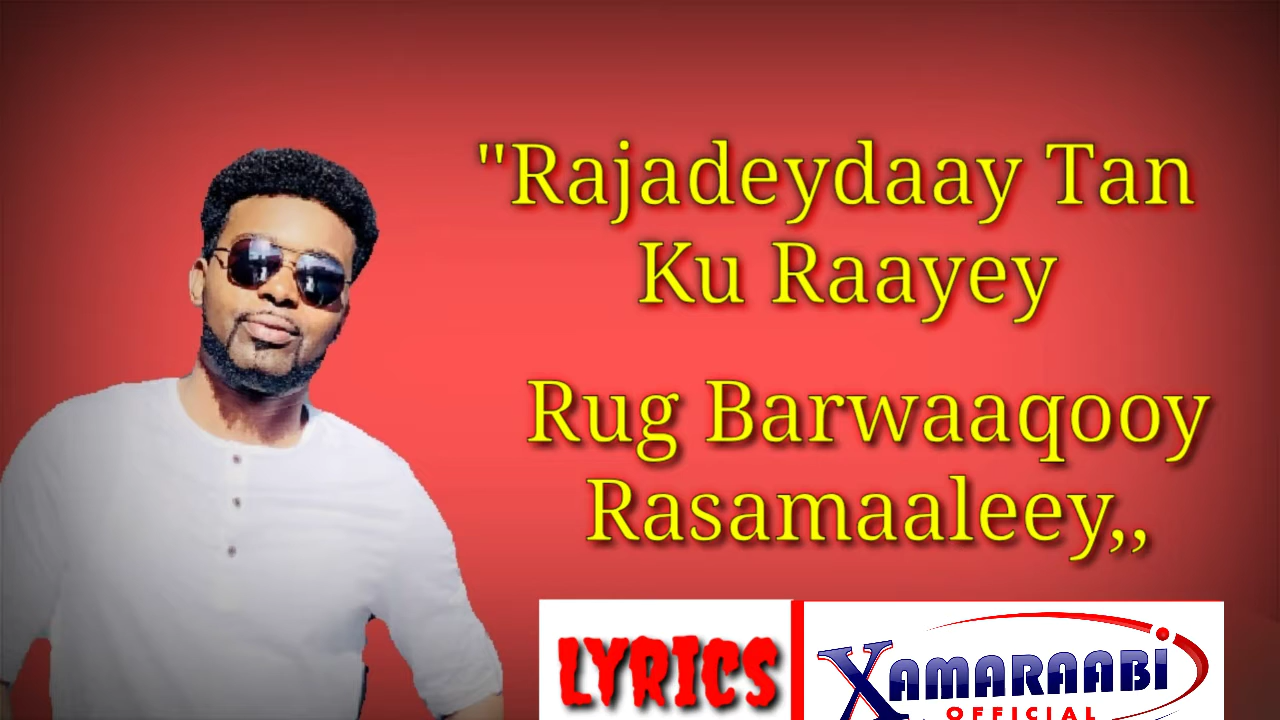 "Rajadeydaay Tan
Ku Raayey
Rug Barwaaqooy
Rasamaaleey,,
LYRICS
XAMARAABI
OFFICIAL